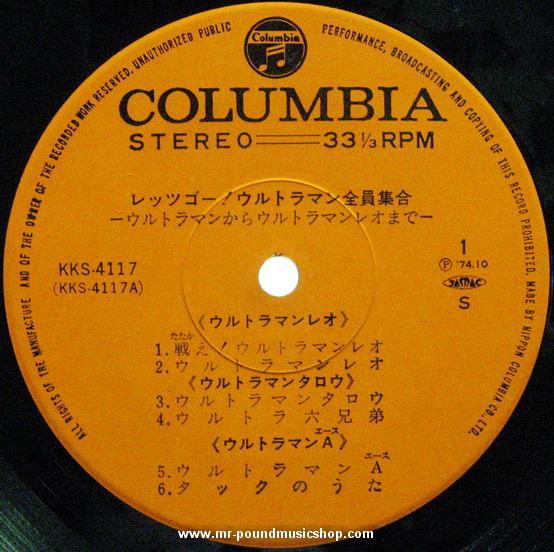 Columbia
ALL RIGHTS OF THE MANUFACTURE AND OF THE OWNER OF THE RECORDED WORK RESERVED. UNAUTHORIZED PUBLIC PERFORMANCE, BROADCASTING AND COPYING OF THIS RECORD PROHIBITED. MADE BY NIPPON COLUMBIA CO., LTD.
COLUMBIA
STEREO 33 1/3 RPM
レッツゴー!ウルトラマン全員集合
ーウルトラマンからウルトラマンレオまでー
KKS-4117
(KKS-4117A)
1
Ⓟ '74.10
JASRAC
S
《ウルトラマンレオ》
たたか
1.戦え!ウルトラマンレオ
2.ウルトラマンレオ
《ウルトラマンタロウ》
3.ウルトラマンタロウ
4.ウルトラ六兄弟
エース
《ウルトラマンA》
エース
5.ウルトラマンA
6.タックのうた
www.mr-poundmusicshop.com